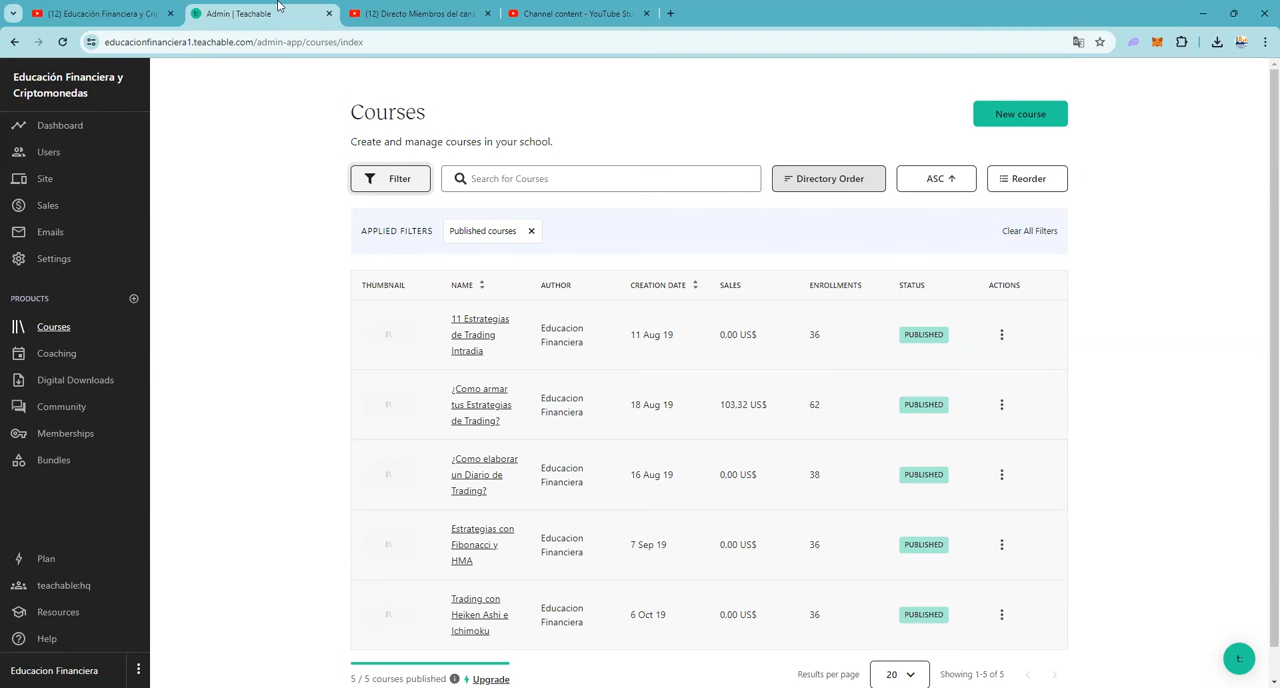 (12) Educación Financiera y Crip
Admin | Teachable
(12) Directo Miembros del cana
Channel content - YouTube Stu
educacionfinanciera1.teachable.com/admin-app/courses/index
Educación Financiera y
Criptomonedas
Dashboard
Users
Site
Sales
Emails
Settings
PRODUCTS
Courses
Coaching
Digital Downloads
Community
Memberships
Bundles
Plan
teachable:hq
Resources
Help
Educacion Financiera
Courses
New course
Create and manage courses in your school.
Filter
Search for Courses
Directory Order
ASC
Reorder
APPLIED FILTERS
Published courses
Clear All Filters
THUMBNAIL NAME AUTHOR CREATION DATE SALES ENROLLMENTS STATUS ACTIONS
11 Estrategias
de Trading
Intradia
Educacion
Financiera
11 Aug 19
0,00 US$
36
PUBLISHED
¿Como armar
tus Estrategias
de Trading?
Educacion
Financiera
18 Aug 19
103,32 US$
62
PUBLISHED
¿Como elaborar
un Diario de
Trading?
Educacion
Financiera
16 Aug 19
0,00 US$
38
PUBLISHED
Estrategias con
Fibonacci y
HMA
Educacion
Financiera
7 Sep 19
0,00 US$
36
PUBLISHED
Trading con
Heiken Ashi e
Ichimoku
Educacion
Financiera
6 Oct 19
0,00 US$
36
PUBLISHED
5 / 5 courses published
Upgrade
Results per page
20
Showing 1-5 of 5
t: